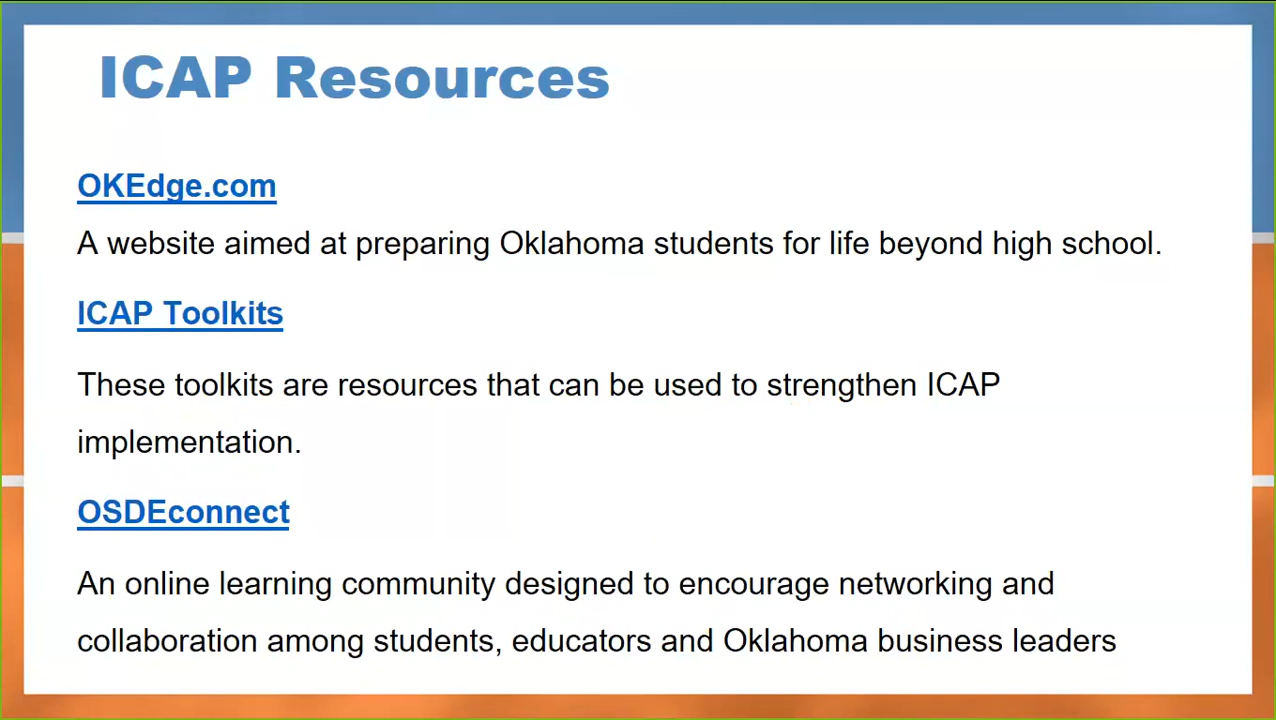 ICAP Resources
OKEdge.com
A website aimed at preparing Oklahoma students for life beyond high school.
ICAP Toolkits
These toolkits are resources that can be used to strengthen ICAP
implementation.
OSDEconnect
An online learning community designed to encourage networking and
collaboration among students, educators and Oklahoma business leaders